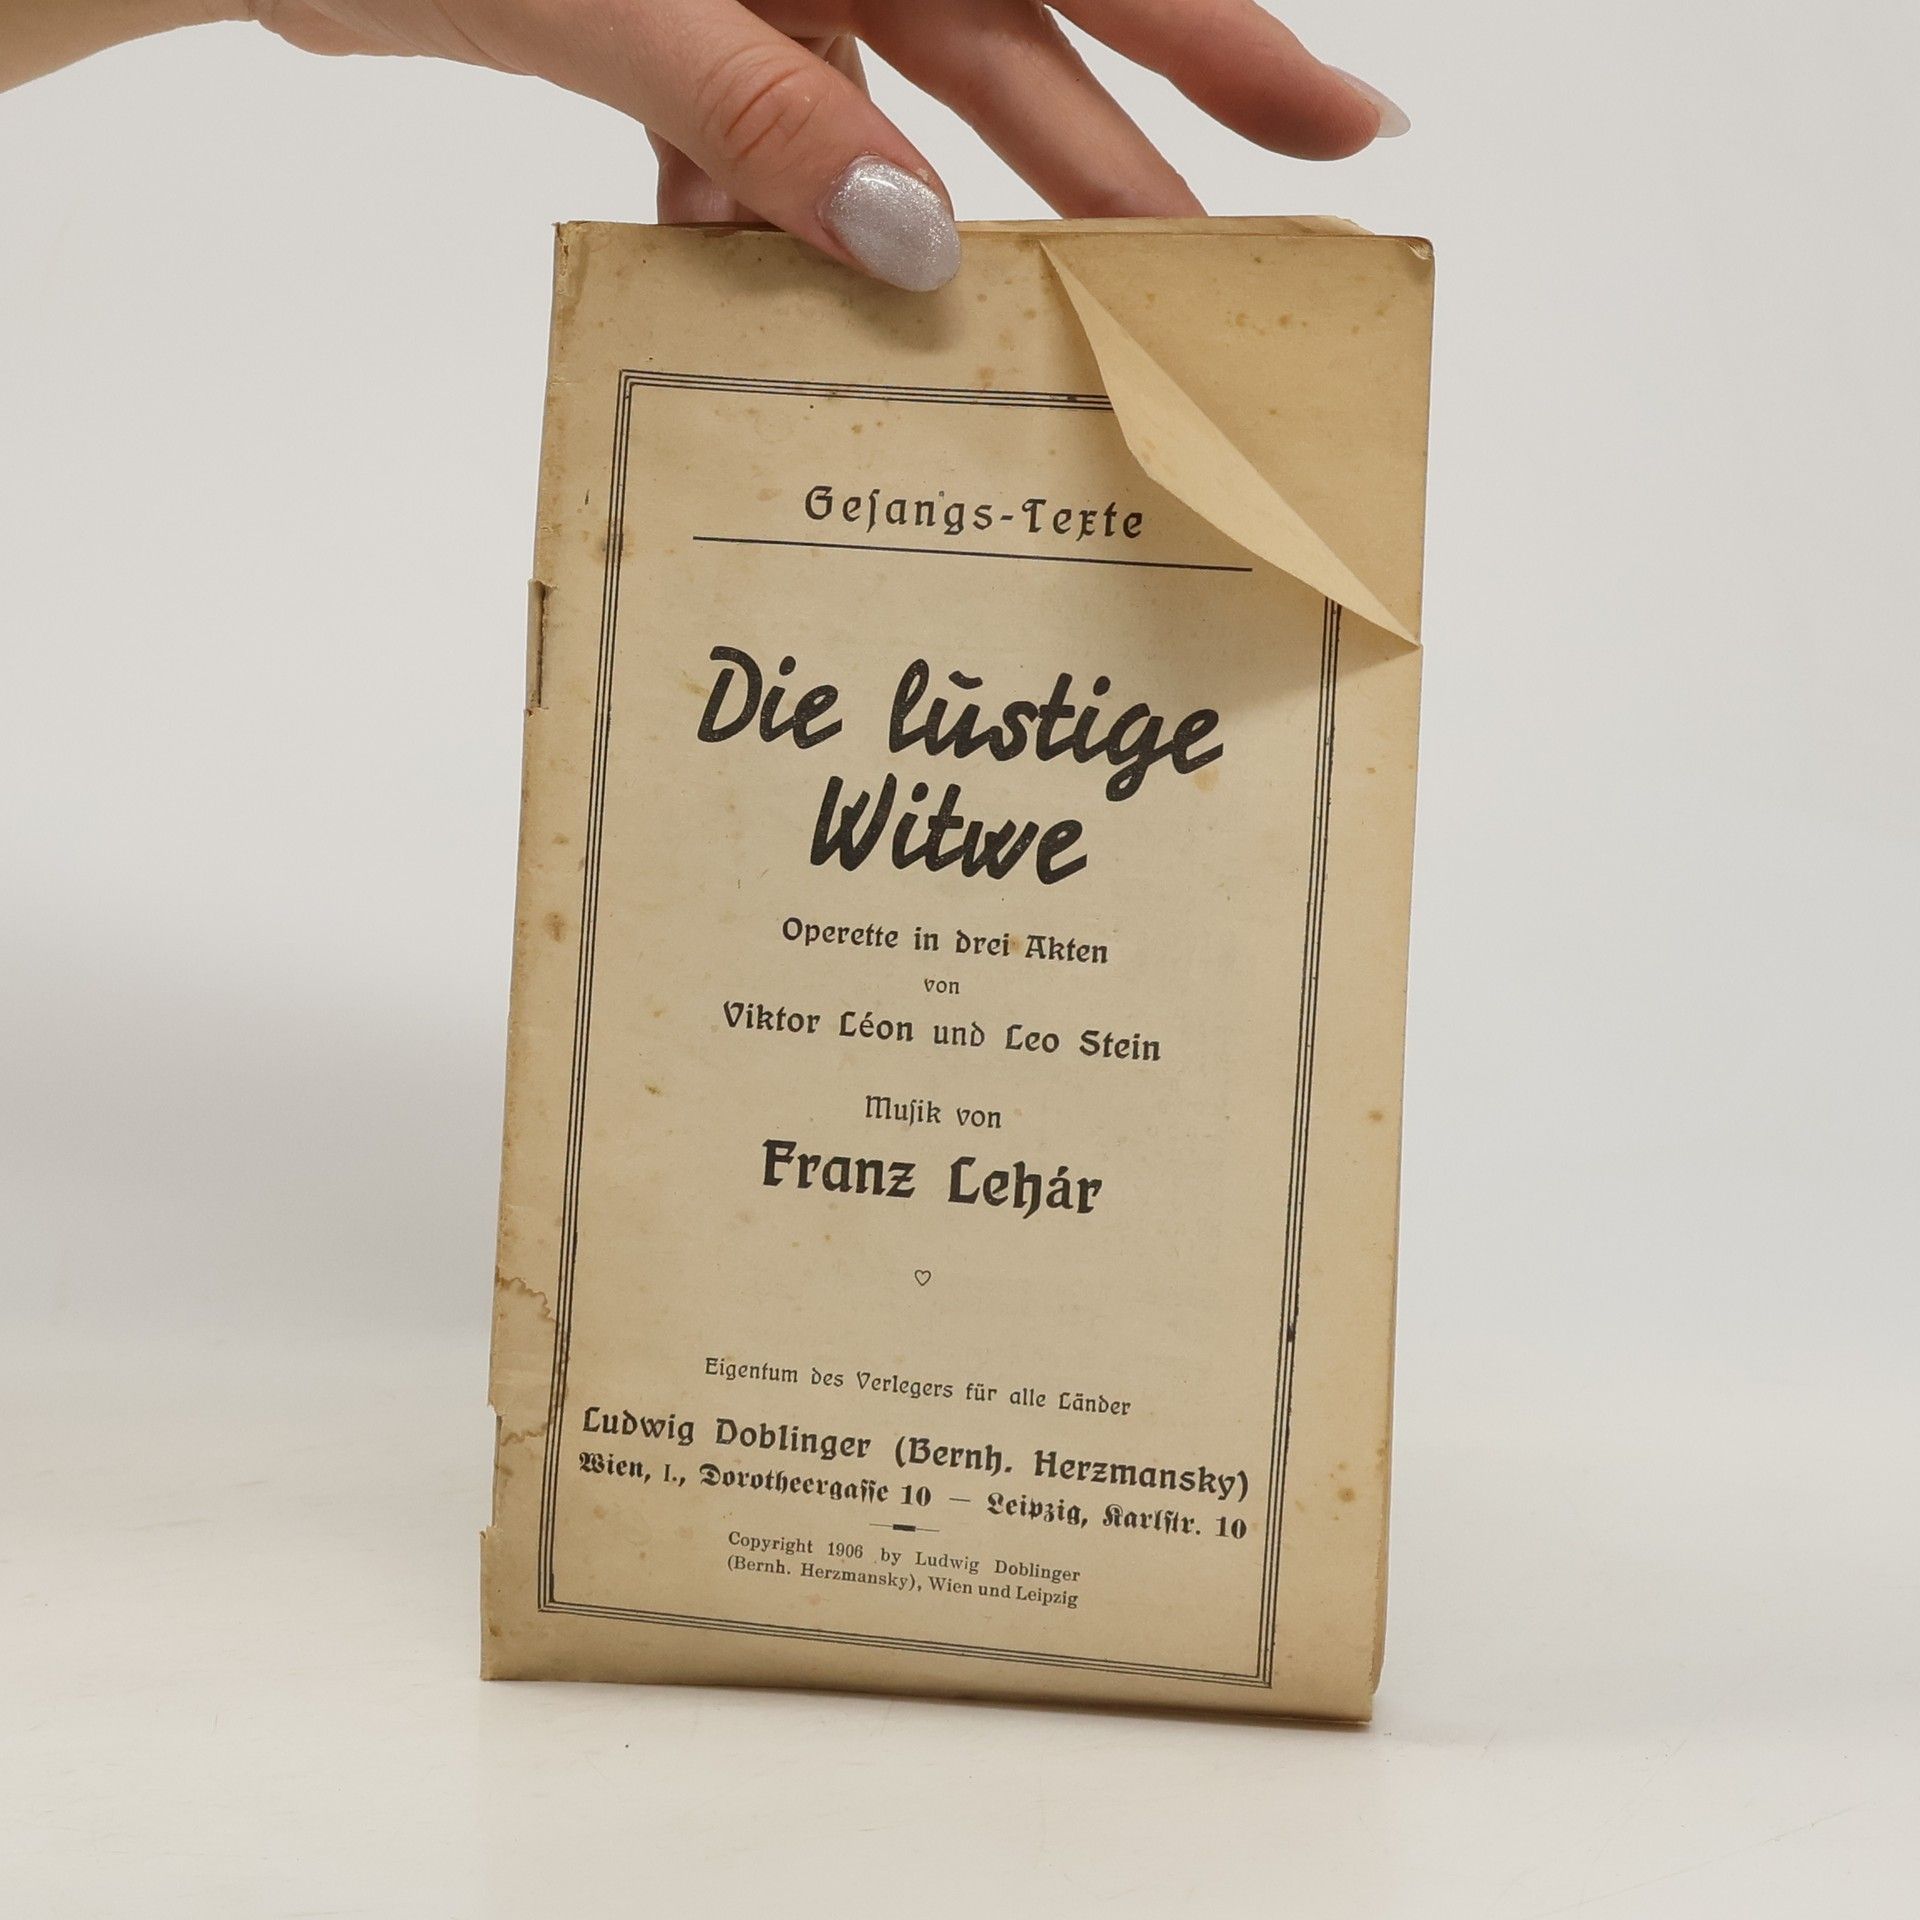 Geſangs-Texte
Die lŭstige
Witwe
Operette in drei Akten
von
Viktor Léon und Leo Stein
Muſik von
Franz Lehár
Eigentum des Verlegers für alle Länder
Ludwig Doblinger (Bernh. Herzmansky)
Wien, I., Dorotheergaſſe 10 — Leipzig, Karlſtr. 10
Copyright 1906 by Ludwig Doblinger
(Bernh. Herzmansky), Wien und Leipzig